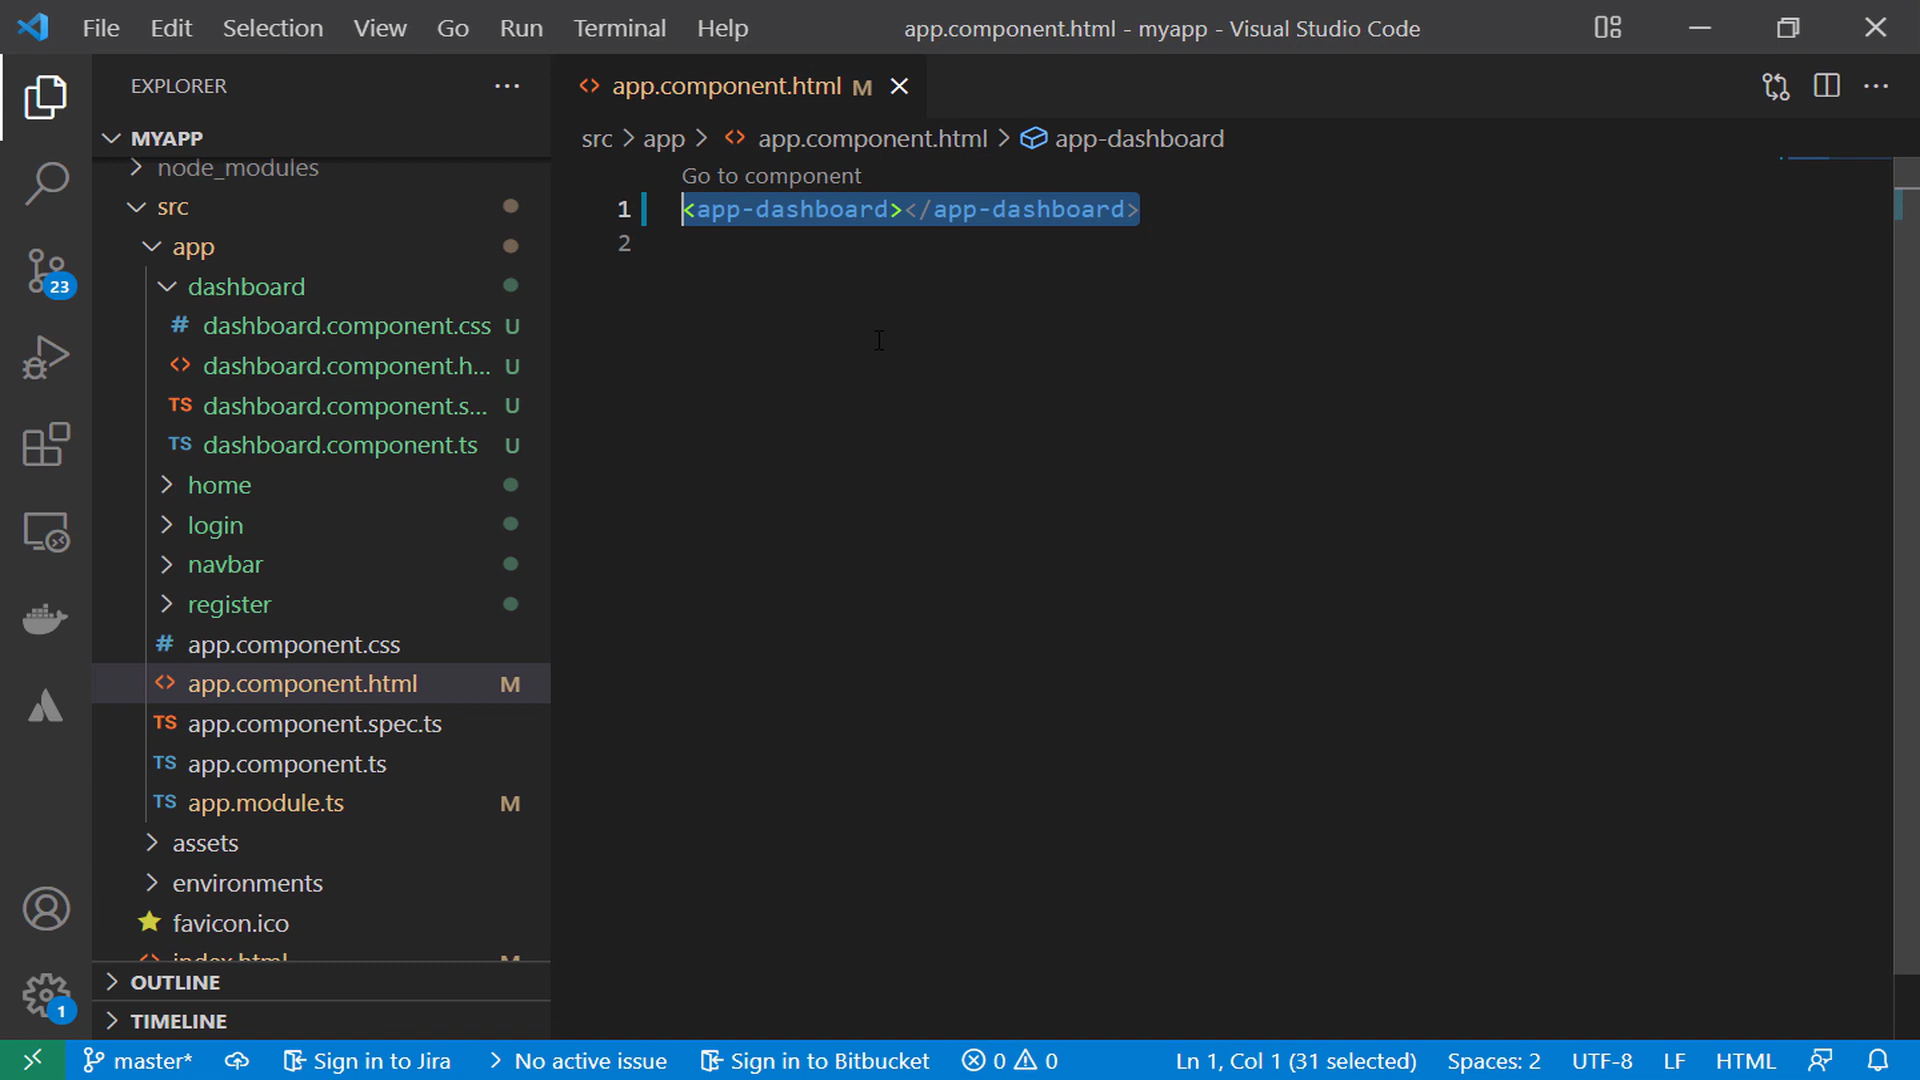 File Edit Selection View Go Run Terminal Help app.component.html - myapp - Visual Studio Code
EXPLORER
MYAPP
node_modules
src
app
dashboard
dashboard.component.css U
dashboard.component.h... U
dashboard.component.s... U
dashboard.component.ts U
home
login
navbar
register
app.component.css
app.component.html M
app.component.spec.ts
app.component.ts
app.module.ts M
assets
environments
favicon.ico
index.html M
OUTLINE
TIMELINE
23
1
app.component.html M
src > app > app.component.html > app-dashboard
Go to component
1 <app-dashboard></app-dashboard>
2
master* Sign in to Jira No active issue Sign in to Bitbucket 0 0 Ln 1, Col 1 (31 selected) Spaces: 2 UTF-8 LF HTML